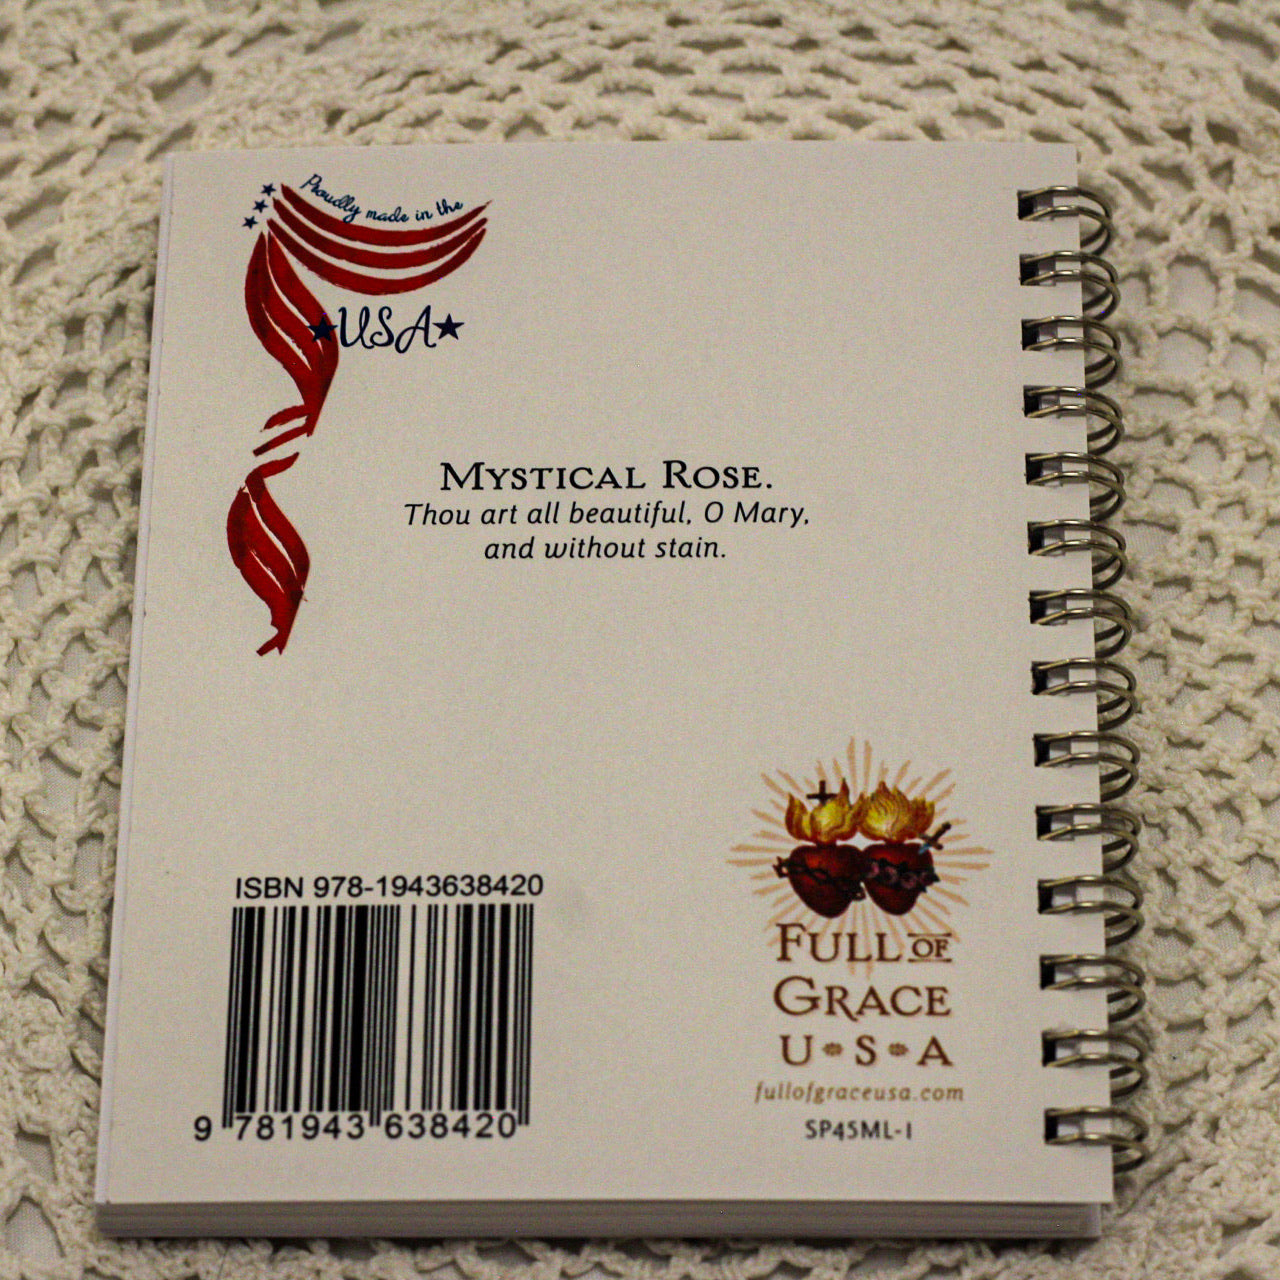 Proudly made in the
★USA★
MYSTICAL ROSE.
Thou art all beautiful, O Mary,
and without stain.
ISBN 978-1943638420
9 781943 638420
FULL OF
GRACE
U S A
fullofgraceusa.com
SP45ML-1